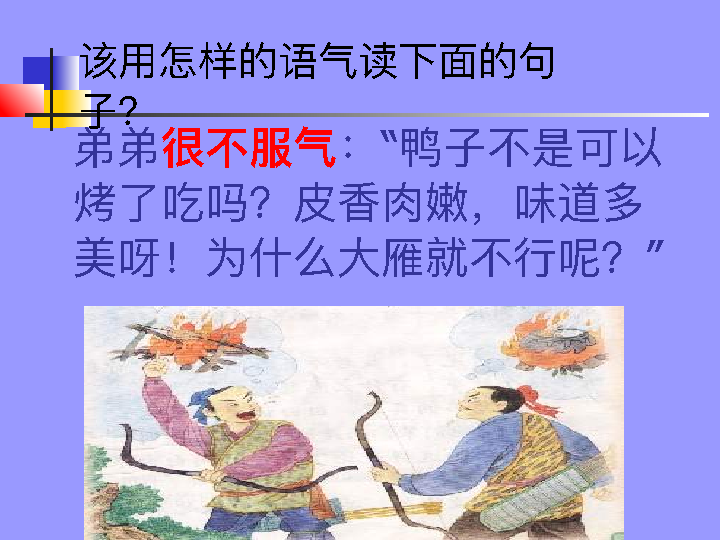 该用怎样的语气读下面的句
子？
弟弟很不服气：“鸭子不是可以
烤了吃吗？皮香肉嫩，味道多
美呀！为什么大雁就不行呢？”